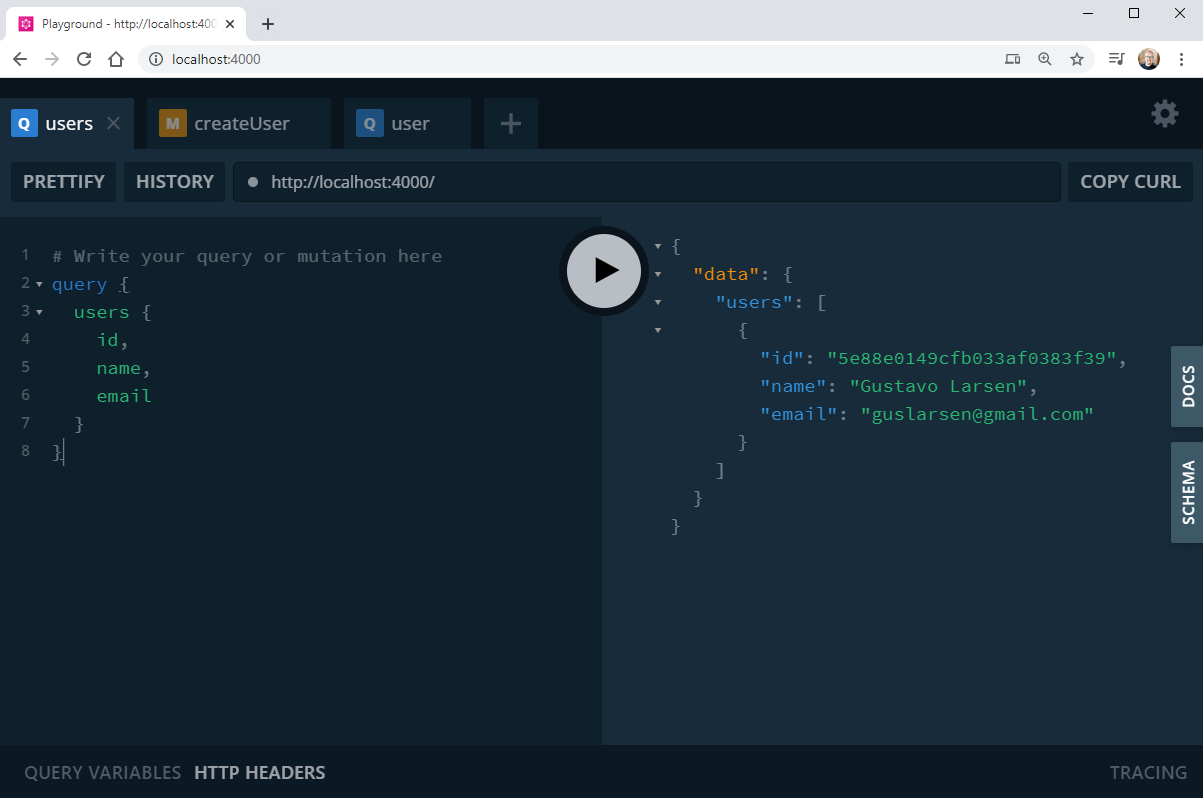 Playground - http://localhost:400
localhost:4000
Q users
M createUser
Q user
PRETTIFY
HISTORY
http://localhost:4000/
COPY CURL
1 # Write your query or mutation here
2 query {
3 users {
4 id,
5 name,
6 email
7 }
8 }
{
"data": {
"users": [
{
"id": "5e88e0149cfb033af0383f39",
"name": "Gustavo Larsen",
"email": "guslarsen@gmail.com"
}
]
}
}
DOCS
SCHEMA
QUERY VARIABLES
HTTP HEADERS
TRACING